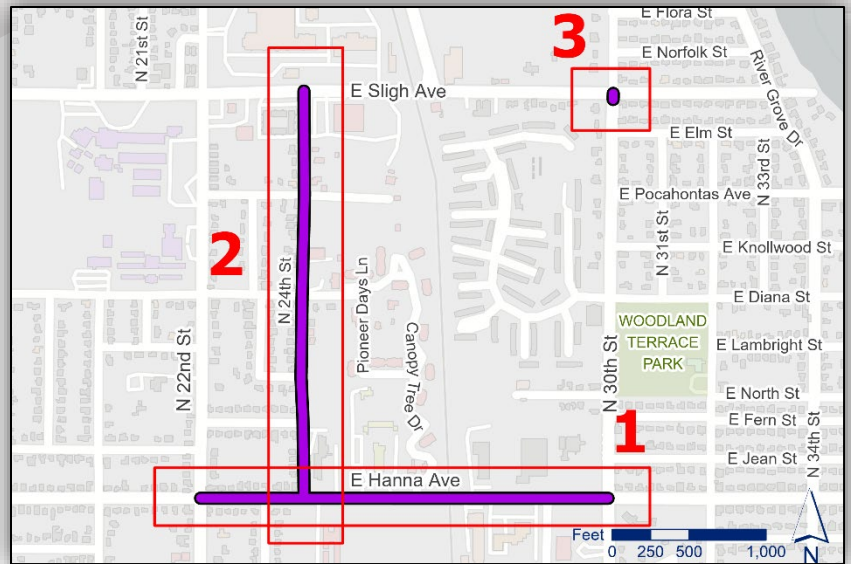 E Flora St
N 21st St
3
E Norfolk St
River Grove Dr
E Sligh Ave
E Elm St
N 33rd St
E Pocahontas Ave
N 31st St
2
E Knollwood St
N 24th St
Pioneer Days Ln
E Diana St
N 22nd St
Canopy Tree Dr
N 30th St
WOODLAND
TERRACE
PARK
E Lambright St
E North St
1
E Fern St
N 34th St
E Jean St
E Hanna Ave
Feet
0 250 500 1,000
N